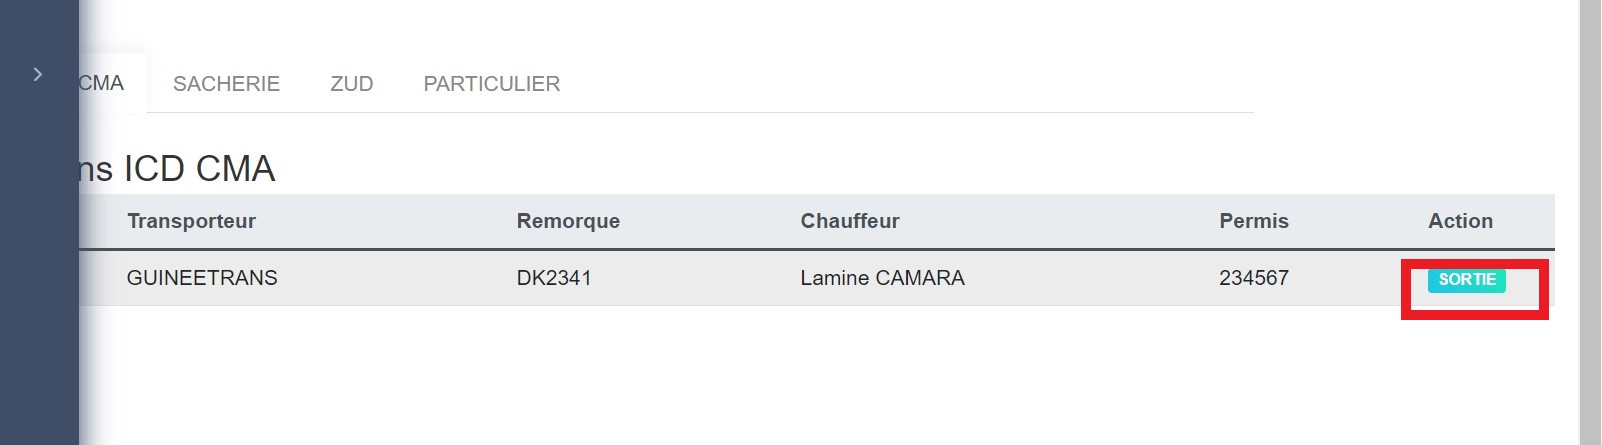 CMA SACHERIE ZUD PARTICULIER
ns ICD CMA
Transporteur Remorque Chauffeur Permis Action
GUINEETRANS DK2341 Lamine CAMARA 234567 SORTIE